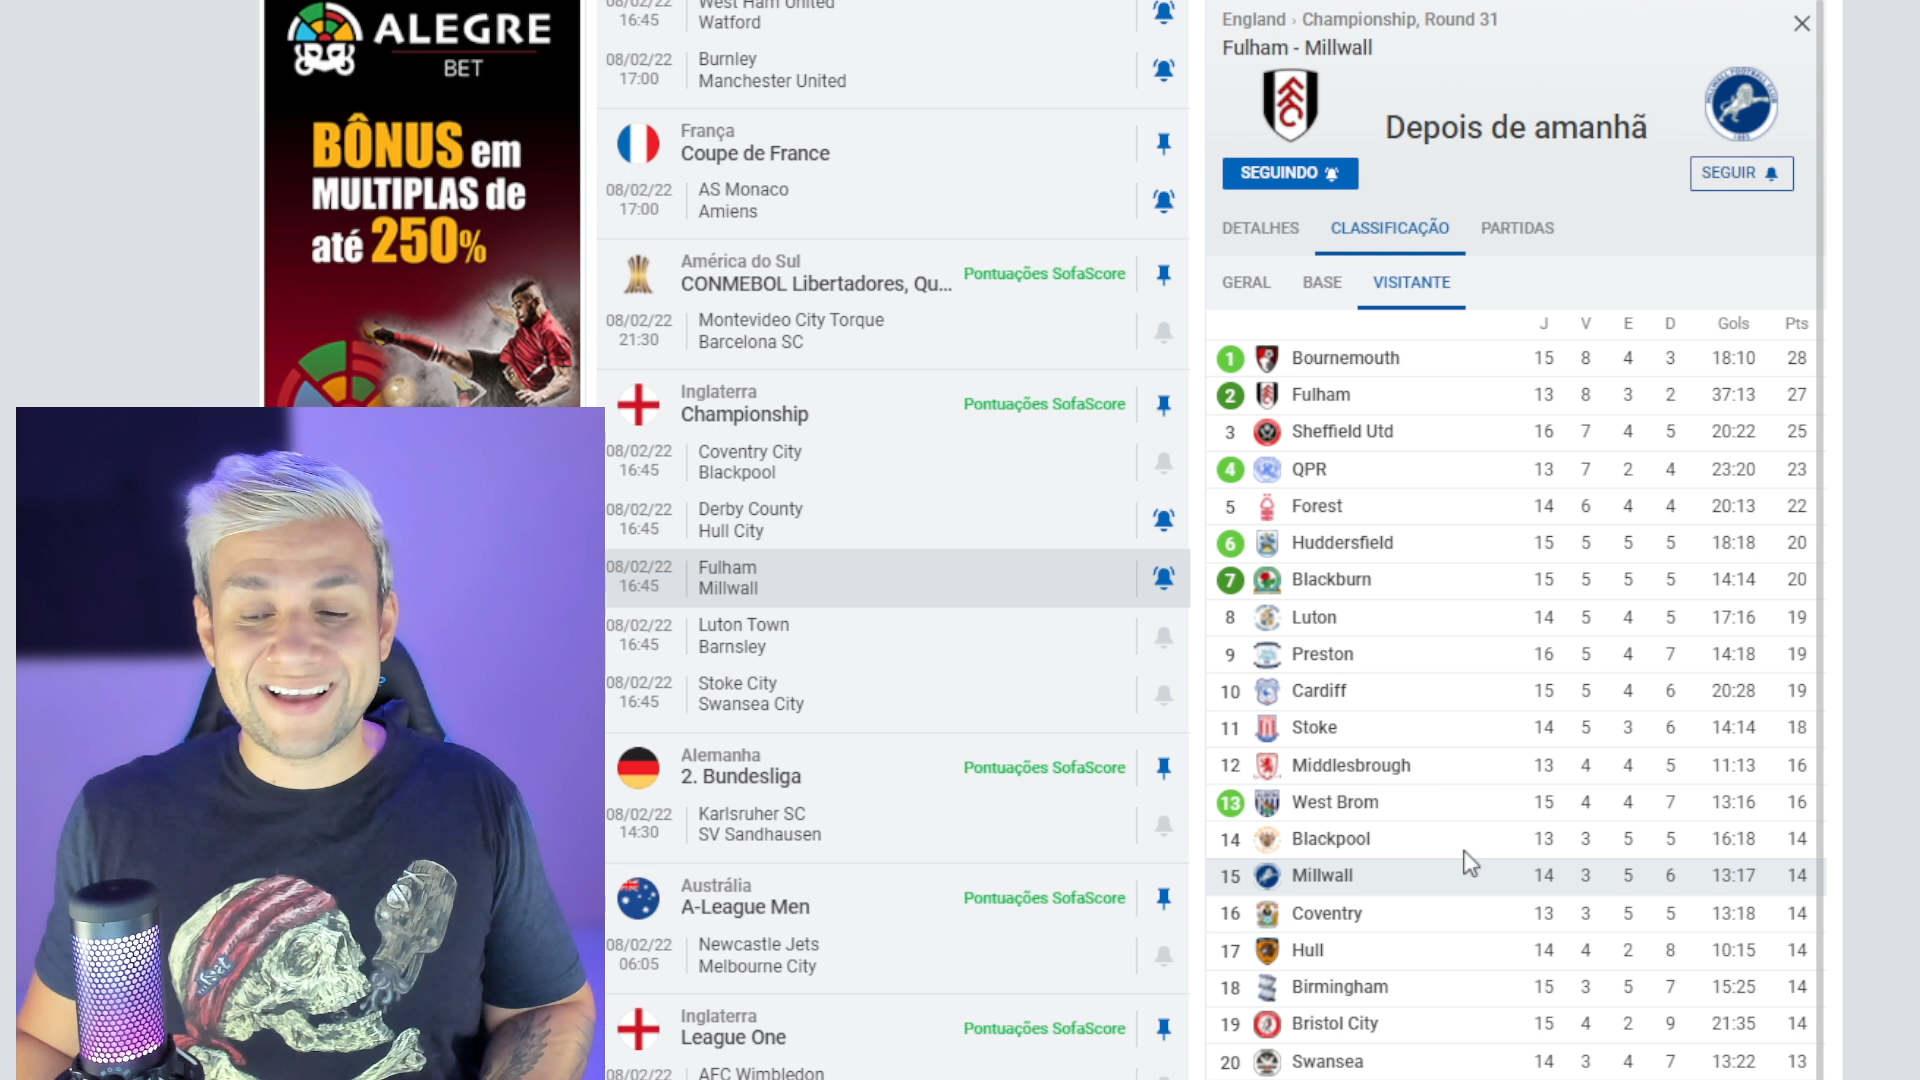 ALEGRE
BET
BÔNUS em
MULTIPLAS de
até 250%
08/02/22 West Ham United
16:45 Watford
08/02/22 Burnley
17:00 Manchester United
França
Coupe de France
08/02/22 AS Monaco
17:00 Amiens
América do Sul
CONMEBOL Libertadores, Qu... Pontuações SofaScore
08/02/22 Montevideo City Torque
21:30 Barcelona SC
Inglaterra
Championship Pontuações SofaScore
08/02/22 Coventry City
16:45 Blackpool
08/02/22 Derby County
16:45 Hull City
08/02/22 Fulham
16:45 Millwall
08/02/22 Luton Town
16:45 Barnsley
08/02/22 Stoke City
16:45 Swansea City
Alemanha
2. Bundesliga Pontuações SofaScore
08/02/22 Karlsruher SC
14:30 SV Sandhausen
Austrália
A-League Men Pontuações SofaScore
08/02/22 Newcastle Jets
06:05 Melbourne City
Inglaterra
League One Pontuações SofaScore
08/02/22 AFC Wimbledon
England › Championship, Round 31
Fulham - Millwall
Depois de amanhã
SEGUINDO SEGUIR
DETALHES CLASSIFICAÇÃO PARTIDAS
GERAL BASE VISITANTE
J V E D Gols Pts
1 Bournemouth 15 8 4 3 18:10 28
2 Fulham 13 8 3 2 37:13 27
3 Sheffield Utd 16 7 4 5 20:22 25
4 QPR 13 7 2 4 23:20 23
5 Forest 14 6 4 4 20:13 22
6 Huddersfield 15 5 5 5 18:18 20
7 Blackburn 15 5 5 5 14:14 20
8 Luton 14 5 4 5 17:16 19
9 Preston 16 5 4 7 14:18 19
10 Cardiff 15 5 4 6 20:28 19
11 Stoke 14 5 3 6 14:14 18
12 Middlesbrough 13 4 4 5 11:13 16
13 West Brom 15 4 4 7 13:16 16
14 Blackpool 13 3 5 5 16:18 14
15 Millwall 14 3 5 6 13:17 14
16 Coventry 13 3 5 5 13:18 14
17 Hull 14 4 2 8 10:15 14
18 Birmingham 15 3 5 7 15:25 14
19 Bristol City 15 4 2 9 21:35 14
20 Swansea 14 3 4 7 13:22 13